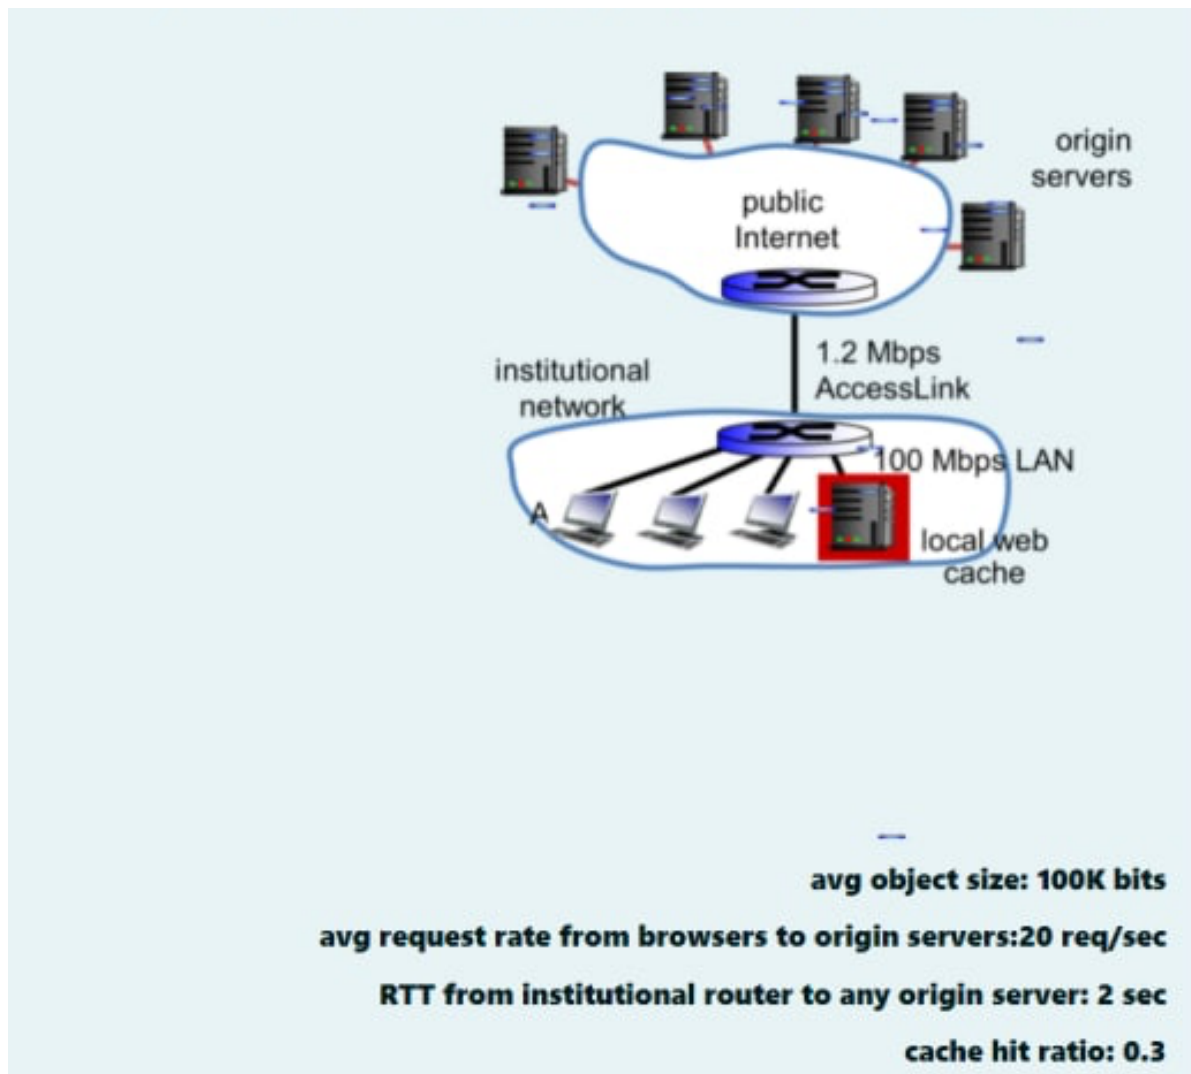 origin
servers
public
Internet
1.2 Mbps
AccessLink
institutional
network
100 Mbps LAN
A
local web
cache
avg object size: 100K bits
avg request rate from browsers to origin servers:20 req/sec
RTT from institutional router to any origin server: 2 sec
cache hit ratio: 0.3